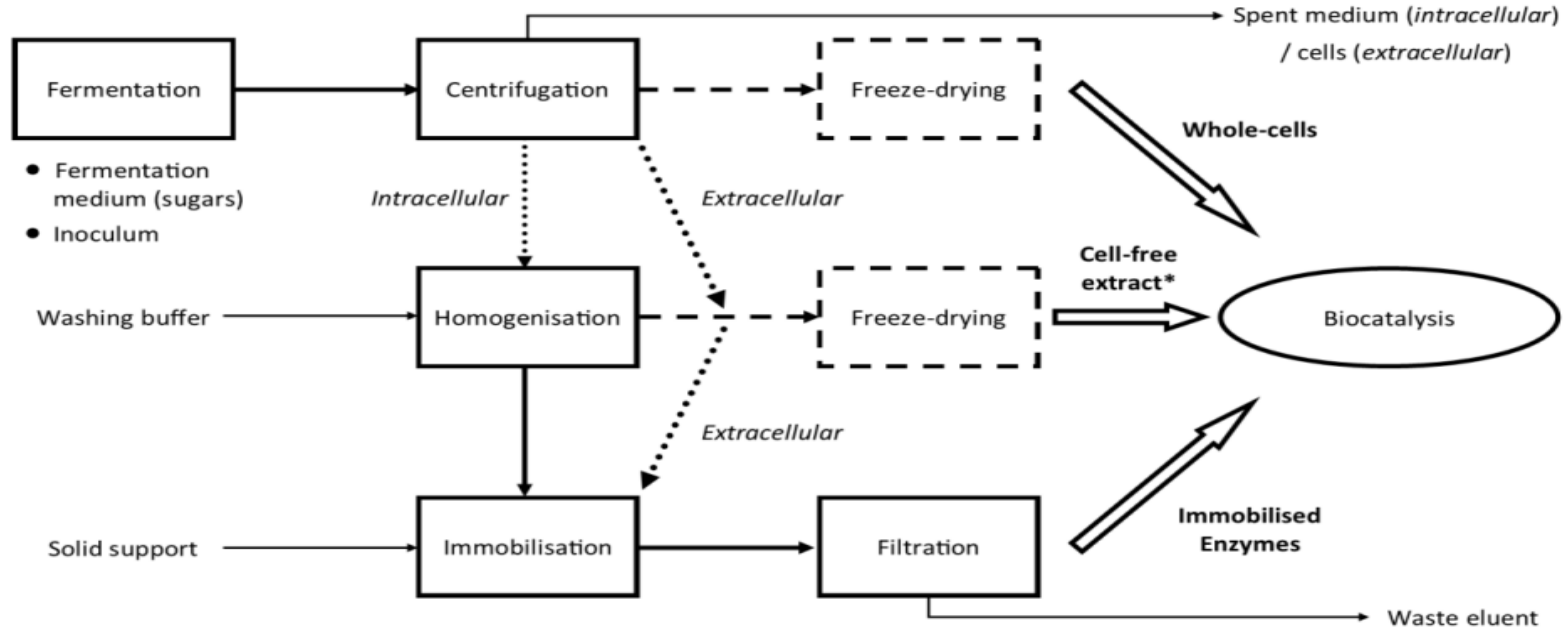 Spent medium (intracellular)
/ cells (extracellular)
Fermentation
Centrifugation
Freeze-drying
Whole-cells
● Fermentation
medium (sugars)
● Inoculum
Intracellular
Extracellular
Cell-free
extract*
Washing buffer
Homogenisation
Freeze-drying
Biocatalysis
Extracellular
Solid support
Immobilisation
Filtration
Immobilised
Enzymes
Waste eluent